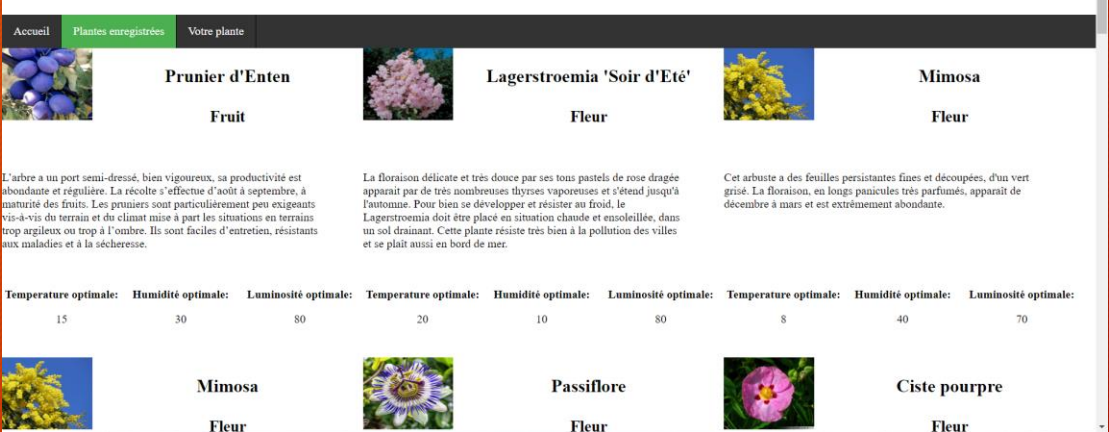 Accueil Plantes enregistrées Votre plante
Prunier d'Enten
Fruit
L'arbre a un port semi-dressé, bien vigoureux, sa productivité est
abondante et régulière. La récolte s'effectue d'août à septembre, à
maturité des fruits. Les pruniers sont particulièrement peu exigeants
vis-à-vis du terrain et du climat mise à part les situations en terrains
trop argileux ou trop à l'ombre. Ils sont faciles d'entretien, résistants
aux maladies et à la sécheresse.
Temperature optimale: Humidité optimale: Luminosité optimale:
15 30 80
Lagerstroemia 'Soir d'Eté'
Fleur
La floraison délicate et très douce par ses tons pastels de rose dragée
apparait par de très nombreuses thyrses vaporeuses et s'étend jusqu'à
l'automne. Pour bien se développer et résister au froid, le
Lagerstroemia doit être placé en situation chaude et ensoleillée, dans
un sol drainant. Cette plante résiste très bien à la pollution des villes
et se plaît aussi en bord de mer.
Temperature optimale: Humidité optimale: Luminosité optimale:
20 10 80
Mimosa
Fleur
Cet arbuste a des feuilles persistantes fines et découpées, d'un vert
grisé. La floraison, en longs panicules très parfumés, apparaît de
décembre à mars et est extrêmement abondante.
Temperature optimale: Humidité optimale: Luminosité optimale:
8 40 70
Mimosa
Fleur
Passiflore
Fleur
Ciste pourpre
Fleur